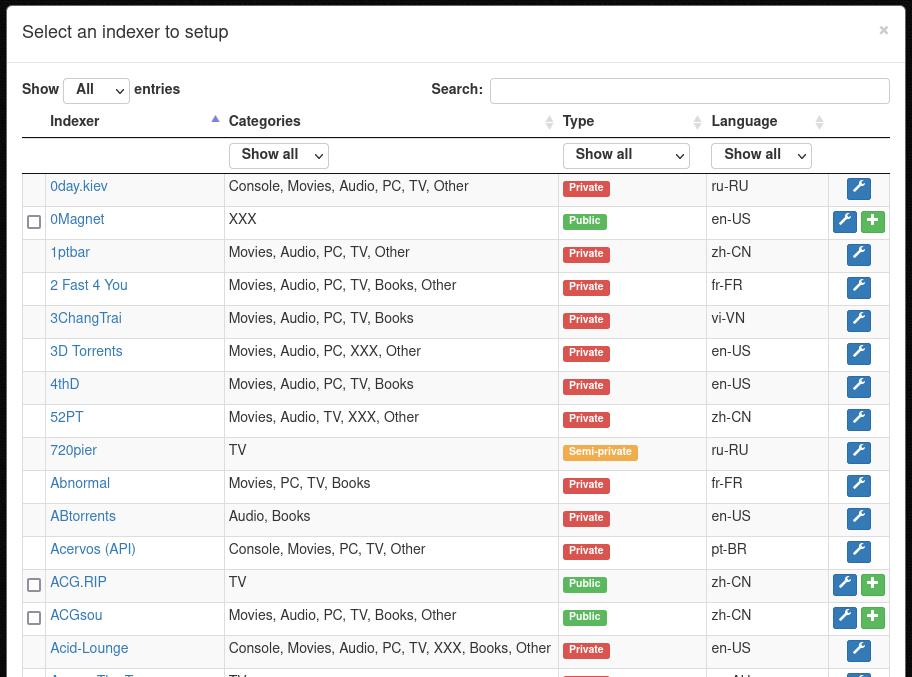 Select an indexer to setup ×
Show All entries Search:
Indexer Categories Type Language
Show all Show all Show all
0day.kiev Console, Movies, Audio, PC, TV, Other Private ru-RU
0Magnet XXX Public en-US
1ptbar Movies, Audio, PC, TV, Other Private zh-CN
2 Fast 4 You Movies, Audio, PC, TV, Books, Other Private fr-FR
3ChangTrai Movies, Audio, PC, TV, Books Private vi-VN
3D Torrents Movies, Audio, PC, XXX, Other Private en-US
4thD Movies, Audio, PC, TV, Books Private en-US
52PT Movies, Audio, TV, XXX, Other Private zh-CN
720pier TV Semi-private ru-RU
Abnormal Movies, PC, TV, Books Private fr-FR
ABtorrents Audio, Books Private en-US
Acervos (API) Console, Movies, PC, TV, Other Private pt-BR
ACG.RIP TV Public zh-CN
ACGsou Movies, Audio, PC, TV, Books, Other Public zh-CN
Acid-Lounge Console, Movies, Audio, PC, TV, XXX, Books, Other Private en-US